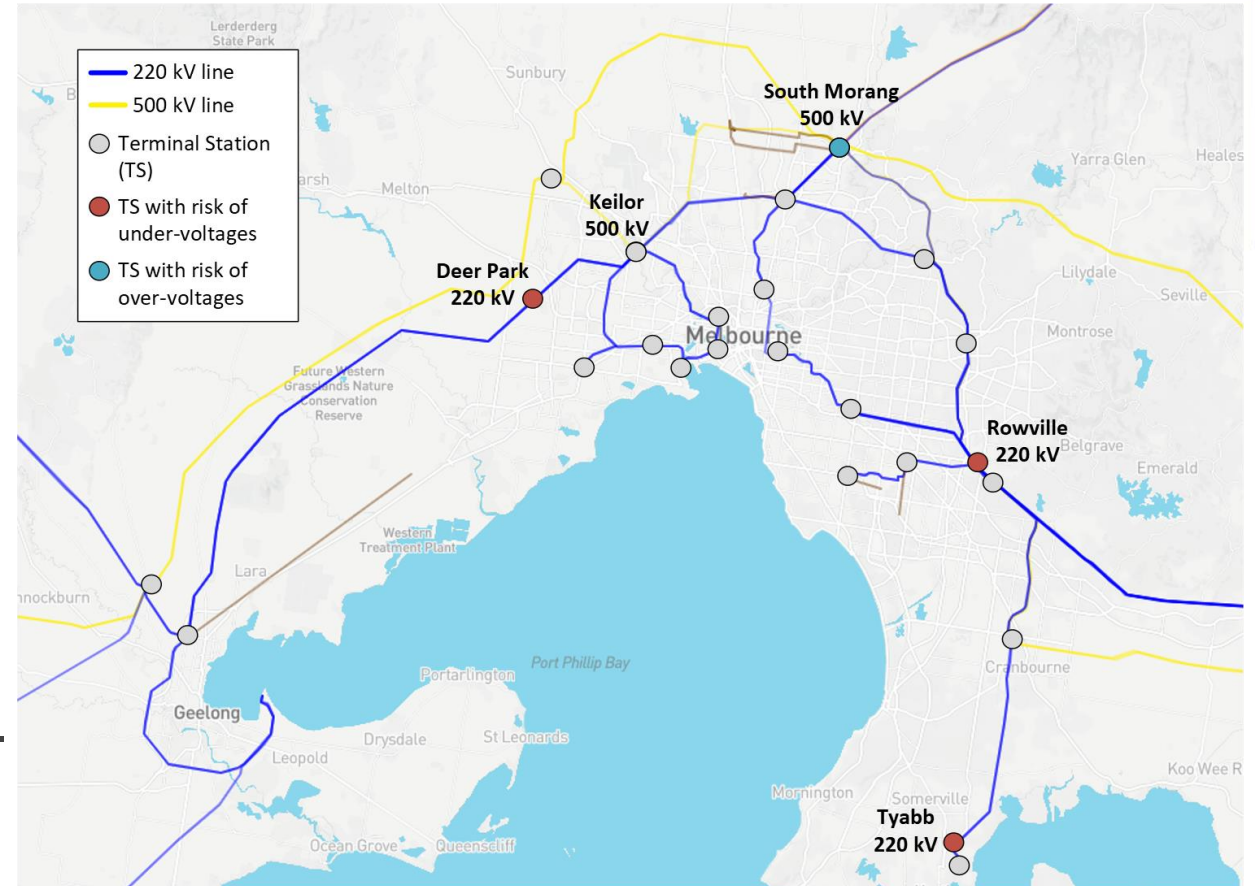 Lerderderg
State Park
220 kV line
500 kV line
Terminal Station
(TS)
TS with risk of
under-voltages
TS with risk of
over-voltages
Sunbury
South Morang
500 kV
Yarra Glen
Heales
arsh
Melton
Keilor
500 kV
Deer Park
220 kV
Lilydale
Seville
Melbourne
Montrose
Future Western
Grasslands Nature
Conservation
Reserve
Rowville
220 kV
Belgrave
Emerald
Western
Treatment Plant
Lara
nnockburn
Port Phillip Bay
Portarlington
Cranbourne
Geelong
Drysdale
St Leonards
Leopold
Koo Wee R
Mornington
Somerville
Tyabb
220 kV
Ocean Grove
Queenscliff